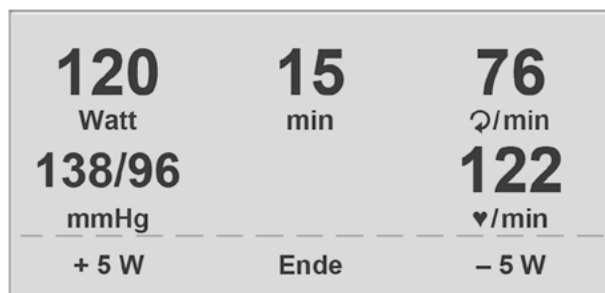 120 15 76
Watt min ↻/min
138/96 122
mmHg ♥/min
+ 5 W Ende – 5 W